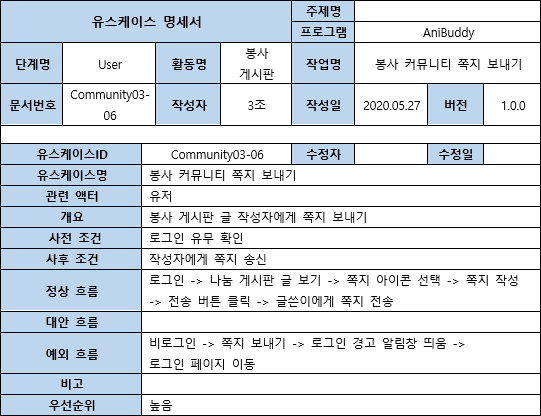 유스케이스 명세서
주제명
프로그램 AniBuddy
단계명 User 활동명 봉사
게시판 작업명 봉사 커뮤니티 쪽지 보내기
문서번호 Community03-
06 작성자 3조 작성일 2020.05.27 버전 1.0.0
유스케이스ID Community03-06 수정자 수정일
유스케이스명 봉사 커뮤니티 쪽지 보내기
관련 액터 유저
개요 봉사 게시판 글 작성자에게 쪽지 보내기
사전 조건 로그인 유무 확인
사후 조건 작성자에게 쪽지 송신
정상 흐름 로그인 -> 나눔 게시판 글 보기 -> 쪽지 아이콘 선택 -> 쪽지 작성
-> 전송 버튼 클릭 -> 글쓴이에게 쪽지 전송
대안 흐름
예외 흐름 비로그인 -> 쪽지 보내기 -> 로그인 경고 알림창 띄움 ->
로그인 페이지 이동
비고
우선순위 높음